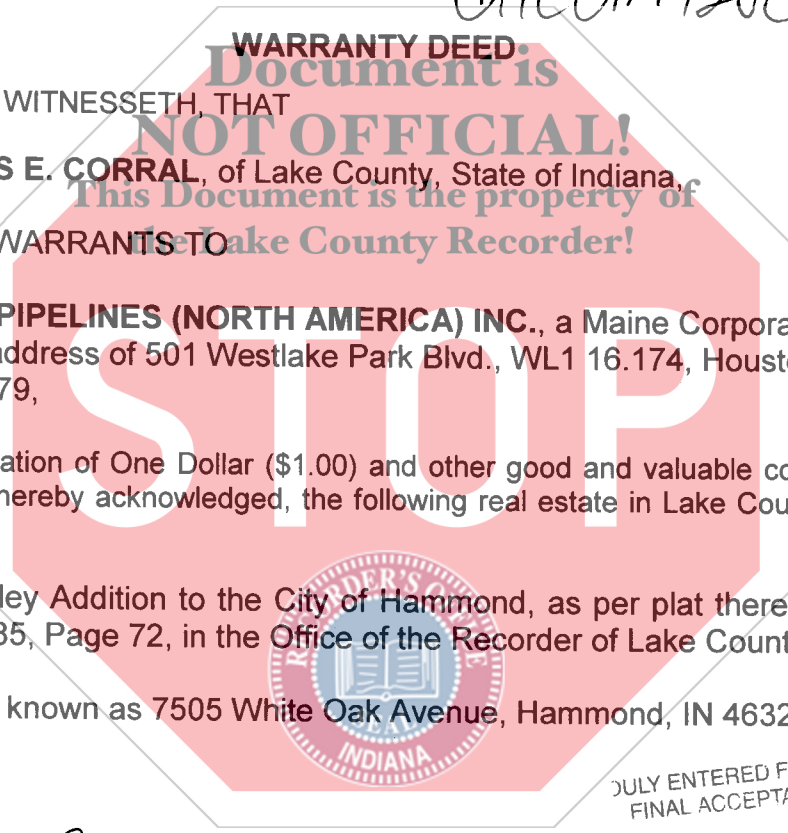 WARRANTY DEED
Document is
WITNESSETH, THAT
NOT OFFICIAL!
S E. CORRAL, of Lake County, State of Indiana,
This Document is the property of
WARRANTS TO
the Lake County Recorder!
PIPELINES (NORTH AMERICA) INC., a Maine Corpora
address of 501 Westlake Park Blvd., WL1 16.174, Houst
79,
STOP
ation of One Dollar ($1.00) and other good and valuable co
hereby acknowledged, the following real estate in Lake Cou
ley Addition to the City of Hammond, as per plat there
35, Page 72, in the Office of the Recorder of Lake Count
known as 7505 White Oak Avenue, Hammond, IN 4632
RECORDER'S OFFICE
SEAL
INDIANA
DULY ENTERED F
FINAL ACCEPTA